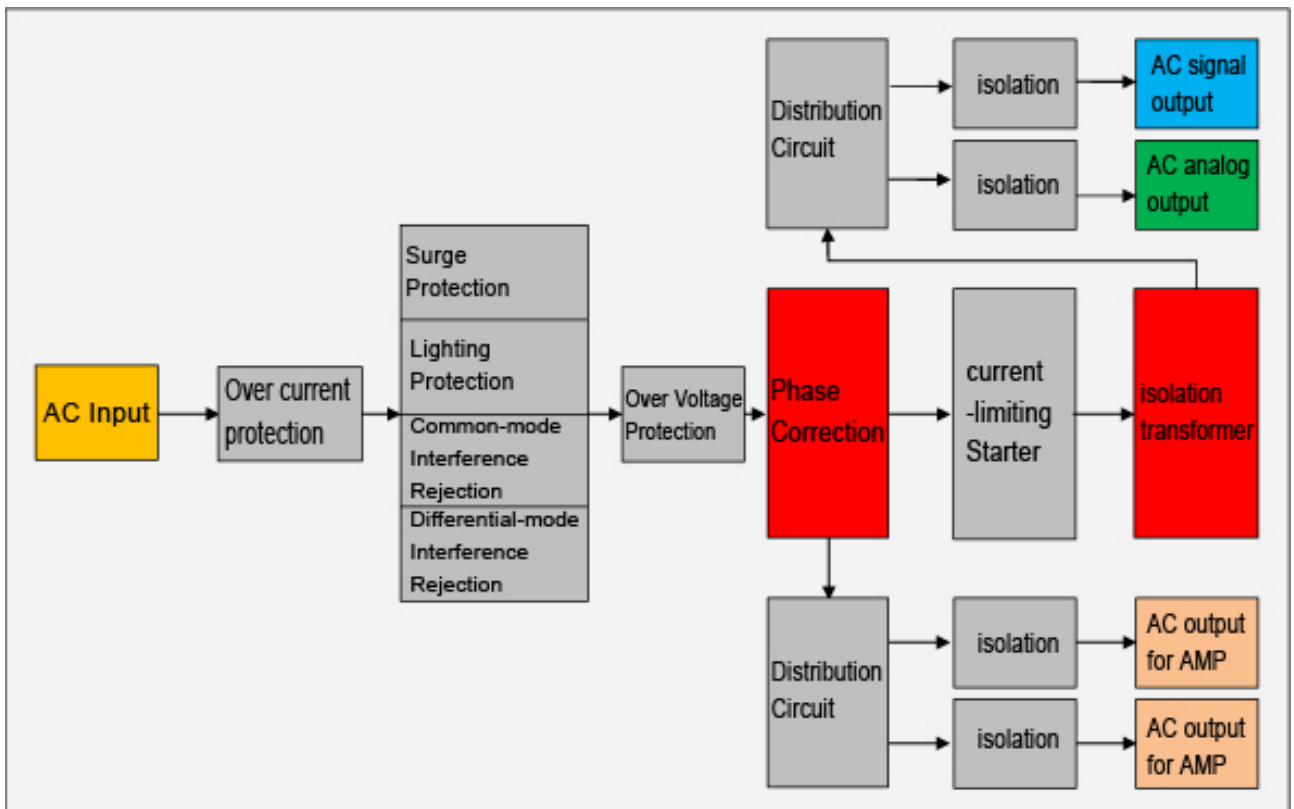 AC Input
Over current
protection
Surge
Protection
Lighting
Protection
Common-mode
Interference
Rejection
Differential-mode
Interference
Rejection
Over Voltage
Protection
Phase
Correction
current
-limiting
Starter
isolation
transformer
Distribution
Circuit
isolation
AC signal
output
isolation
AC analog
output
Distribution
Circuit
isolation
AC output
for AMP
isolation
AC output
for AMP